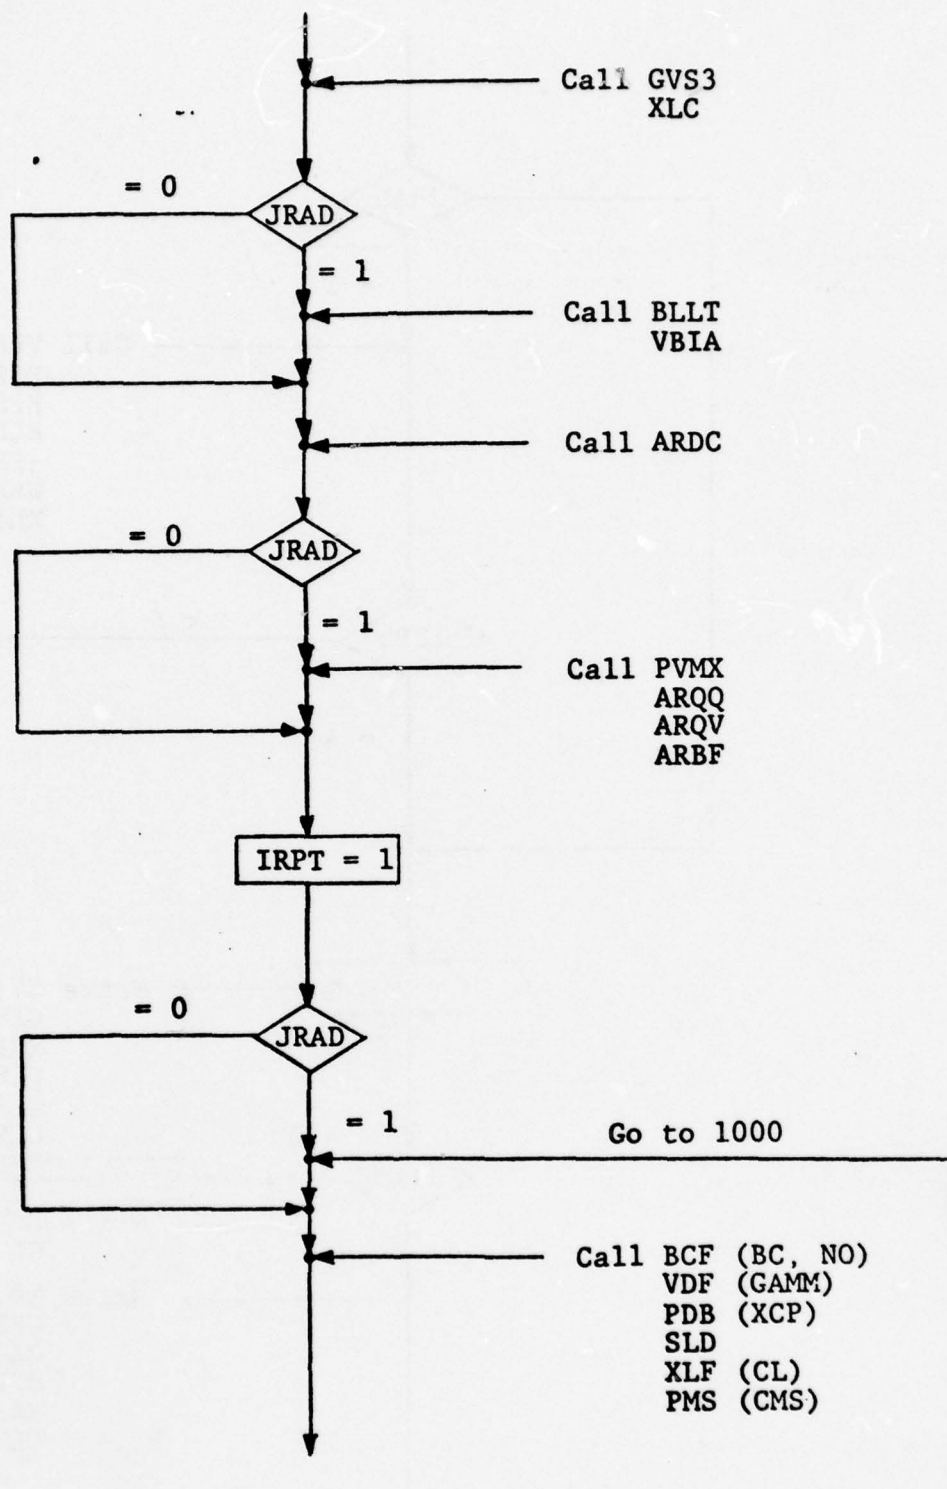 Call GVS3
XLC
= 0
JRAD
= 1
Call BLLT
VBIA
Call ARDC
= 0
JRAD
= 1
Call PVMX
ARQQ
ARQV
ARBF
IRPT = 1
= 0
JRAD
= 1
Go to 1000
Call BCF (BC, NO)
VDF (GAMM)
PDB (XCP)
SLD
XLF (CL)
PMS (CMS)